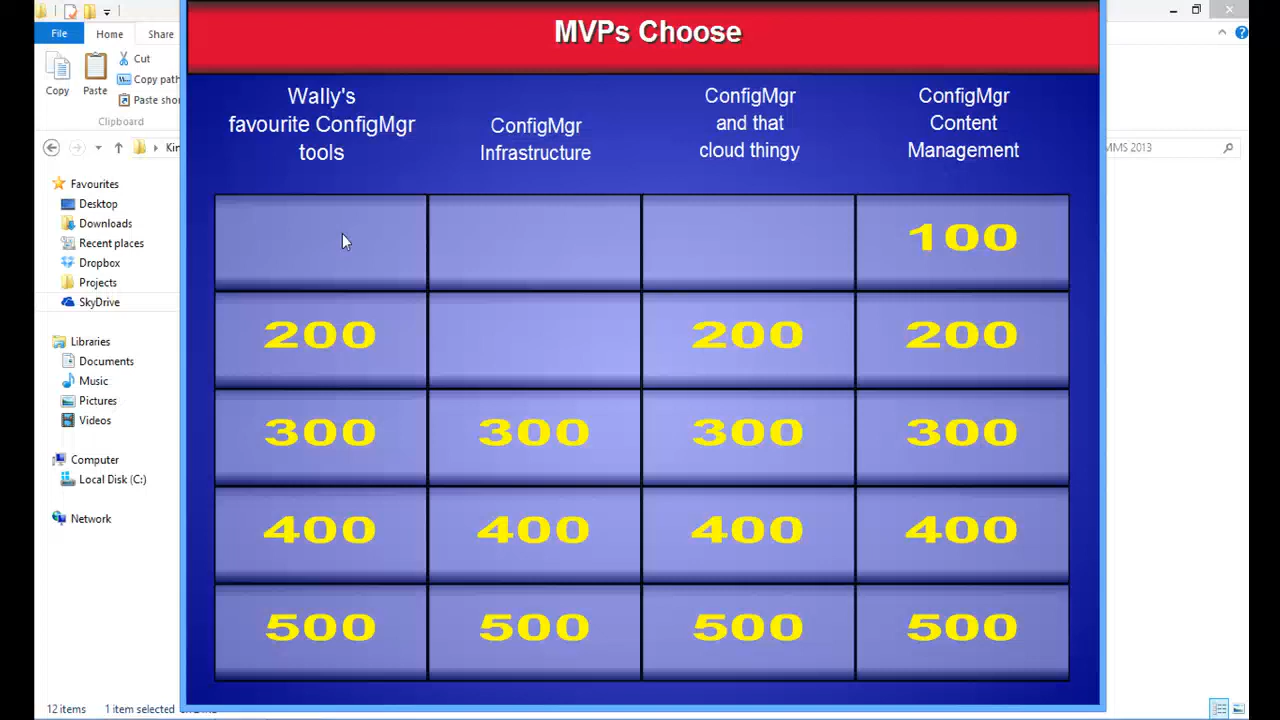 MVPs Choose
File
Home
Share
Cut
Copy path
Paste shor
Copy
Paste
Clipboard
MMS 2013
Favourites
Desktop
Downloads
Recent places
Dropbox
Projects
SkyDrive
Libraries
Documents
Music
Pictures
Videos
Computer
Local Disk (C:)
Network
12 items
1 item selected
Wally's
favourite ConfigMgr
tools
ConfigMgr
Infrastructure
ConfigMgr
and that
cloud thingy
ConfigMgr
Content
Management
100
200 200 200
300 300 300 300
400 400 400 400
500 500 500 500